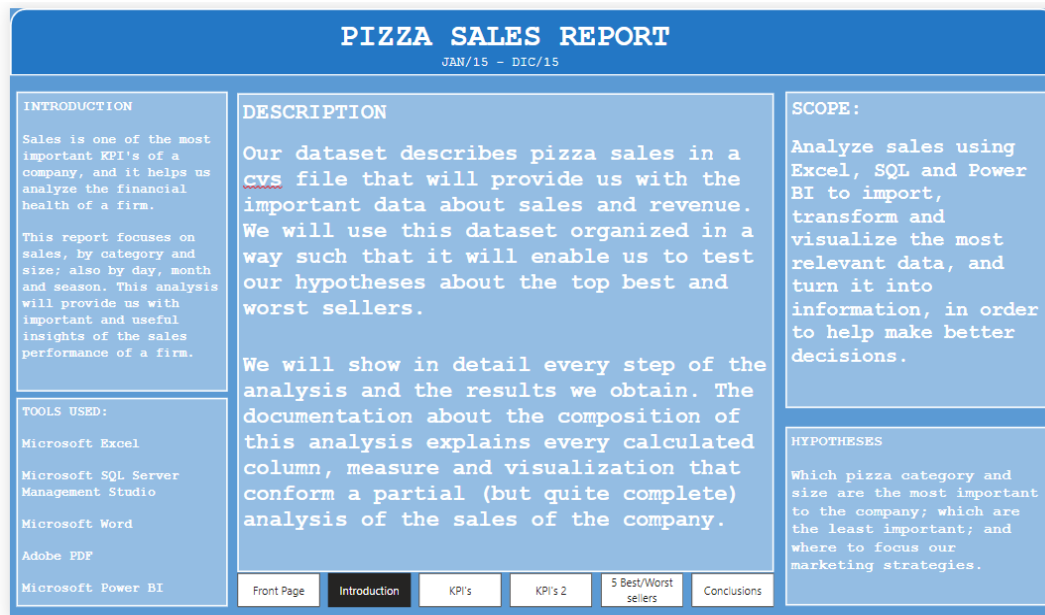 PIZZA SALES REPORT
JAN/15 – DIC/15
INTRODUCTION
Sales is one of the most
important KPI's of a
company, and it helps us
analyze the financial
health of a firm.
This report focuses on
sales, by category and
size; also by day, month
and season. This analysis
will provide us with
important and useful
insights of the sales
performance of a firm.
TOOLS USED:
Microsoft Excel
Microsoft SQL Server
Management Studio
Microsoft Word
Adobe PDF
Microsoft Power BI
DESCRIPTION
Our dataset describes pizza sales in a
cvs file that will provide us with the
important data about sales and revenue.
We will use this dataset organized in a
way such that it will enable us to test
our hypotheses about the top best and
worst sellers.
We will show in detail every step of the
analysis and the results we obtain. The
documentation about the composition of
this analysis explains every calculated
column, measure and visualization that
conform a partial (but quite complete)
analysis of the sales of the company.
SCOPE:
Analyze sales using
Excel, SQL and Power
BI to import,
transform and
visualize the most
relevant data, and
turn it into
information, in order
to help make better
decisions.
HYPOTHESES
Which pizza category and
size are the most important
to the company; which are
the least important; and
where to focus our
marketing strategies.
Front Page
Introduction
KPI's
KPI's 2
5 Best/Worst
sellers
Conclusions